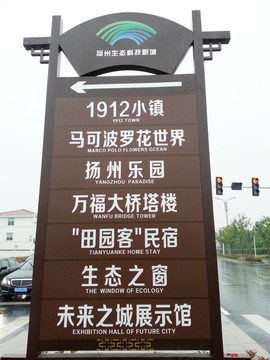 扬州生态科技新城
1912小镇
1912 TOWN
马可波罗花世界
MARCO POLO FLOWERS OCEAN
扬州乐园
YANGZHOU PARADISE
万福大桥塔楼
WANFU BRIDGE TOWER
"田园客"民宿
TIANYUANKE HOME STAY
生态之窗
THE WINDOW OF ECOLOGY
未来之城展示馆
EXHIBITION HALL OF FUTURE CITY